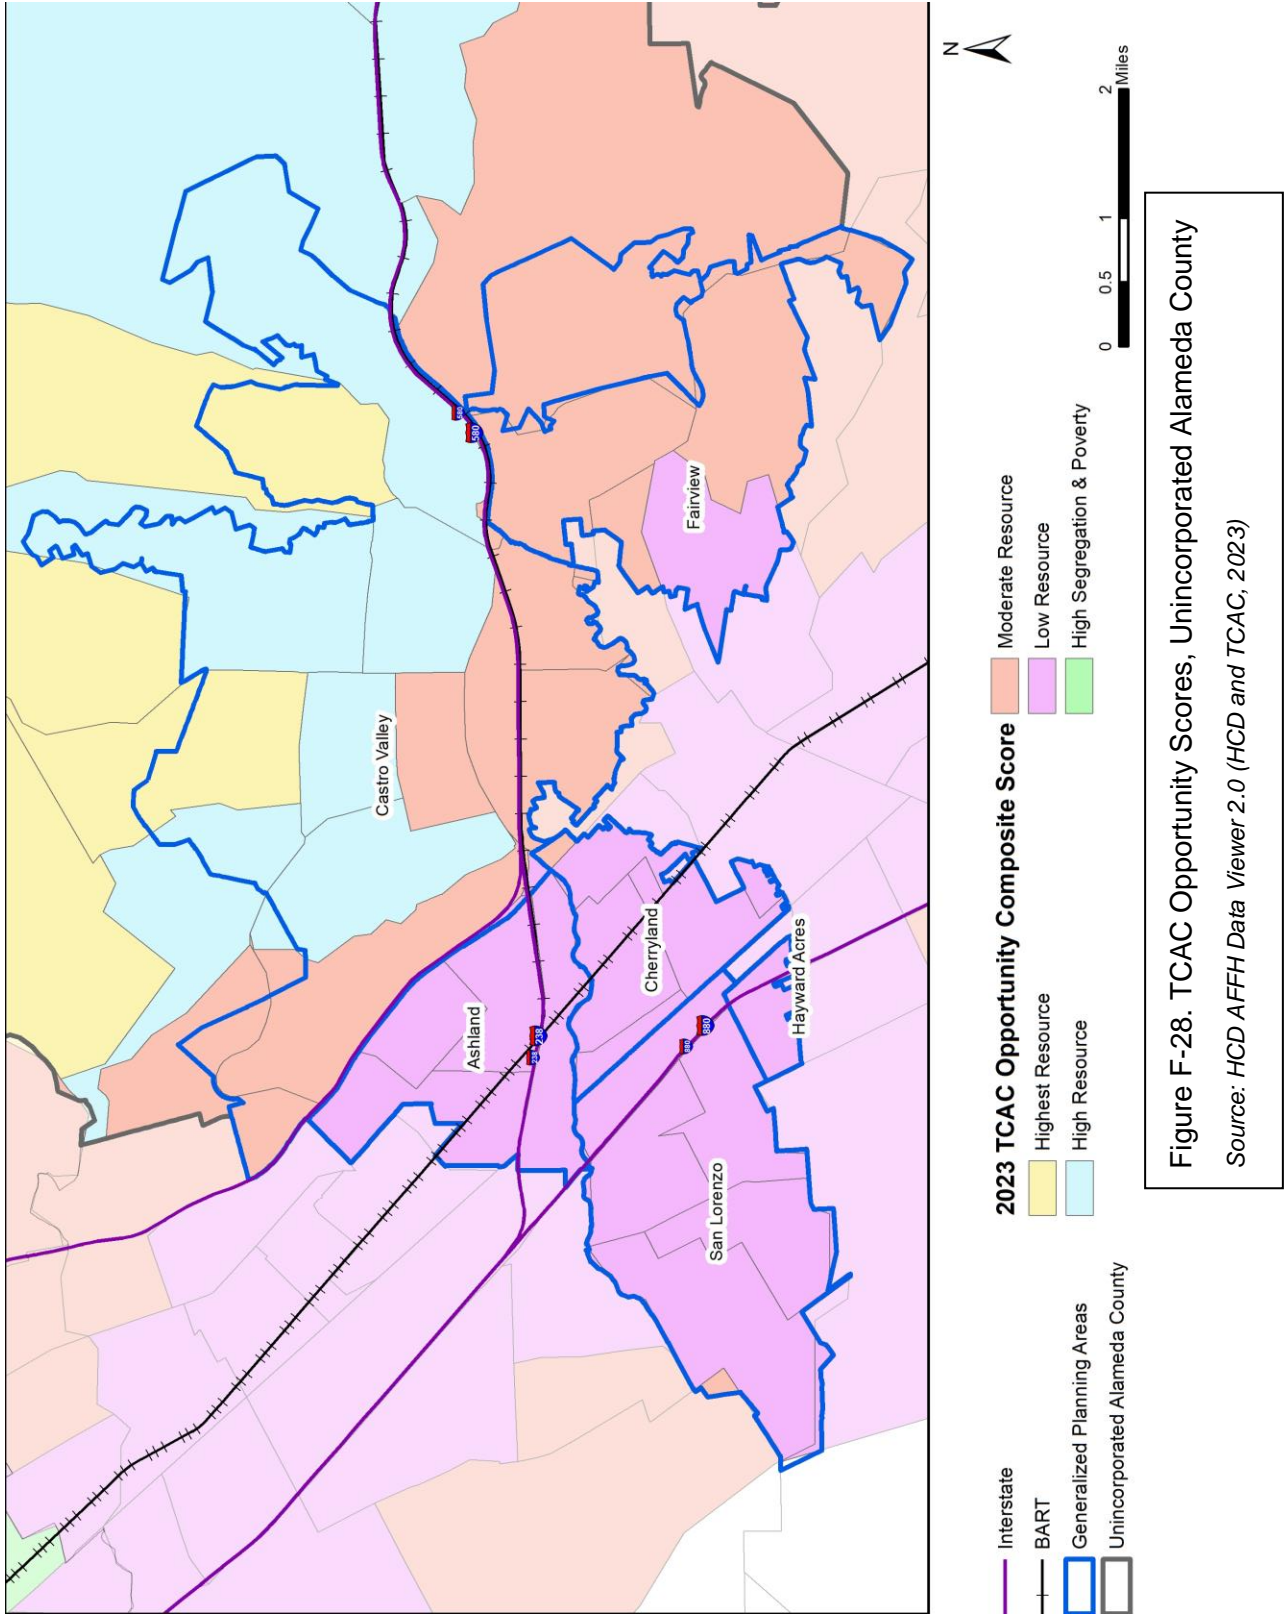 Castro Valley
Fairview
Ashland
Cherryland
Hayward Acres
San Lorenzo
580
580
238
238
880
880
Interstate
BART
Generalized Planning Areas
Unincorporated Alameda County
2023 TCAC Opportunity Composite Score
Highest Resource
High Resource
Moderate Resource
Low Resource
High Segregation & Poverty
N
0 0.5 1 2
Miles
Figure F-28. TCAC Opportunity Scores, Unincorporated Alameda County
Source: HCD AFFH Data Viewer 2.0 (HCD and TCAC, 2023)